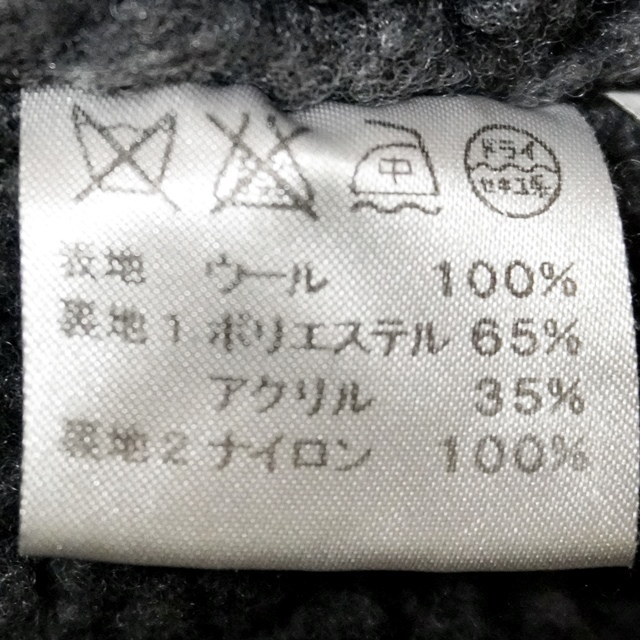 中 ドライ セキユ系
表地 ウール 100%
裏地1 ポリエステル 65%
アクリル 35%
裏地2 ナイロン 100%